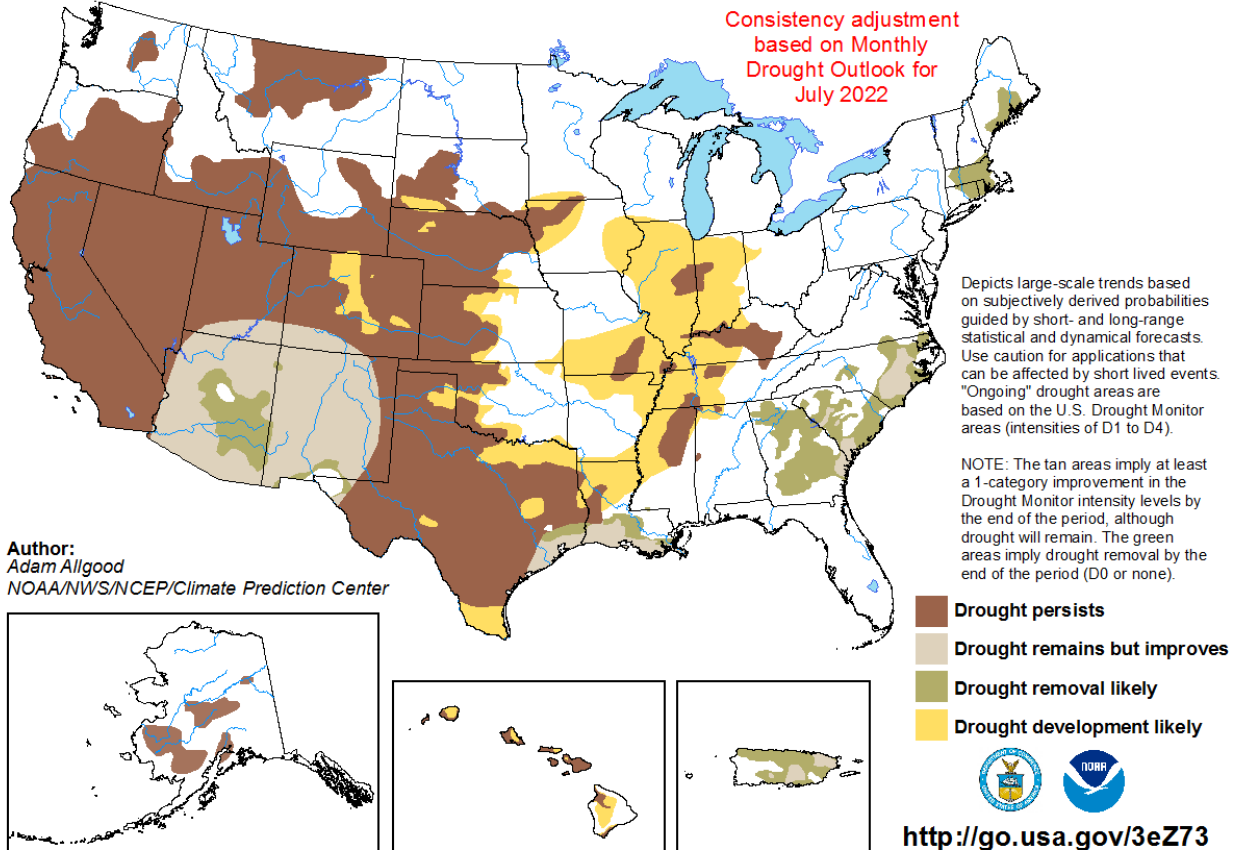 Consistency adjustment
based on Monthly
Drought Outlook for
July 2022
Depicts large-scale trends based
on subjectively derived probabilities
guided by short- and long-range
statistical and dynamical forecasts.
Use caution for applications that
can be affected by short lived events.
"Ongoing" drought areas are
based on the U.S. Drought Monitor
areas (intensities of D1 to D4).
NOTE: The tan areas imply at least
a 1-category improvement in the
Drought Monitor intensity levels by
the end of the period, although
drought will remain. The green
areas imply drought removal by the
end of the period (D0 or none).
Author:
Adam Allgood
NOAA/NWS/NCEP/Climate Prediction Center
Drought persists
Drought remains but improves
Drought removal likely
Drought development likely
NOAA
http://go.usa.gov/3eZ73